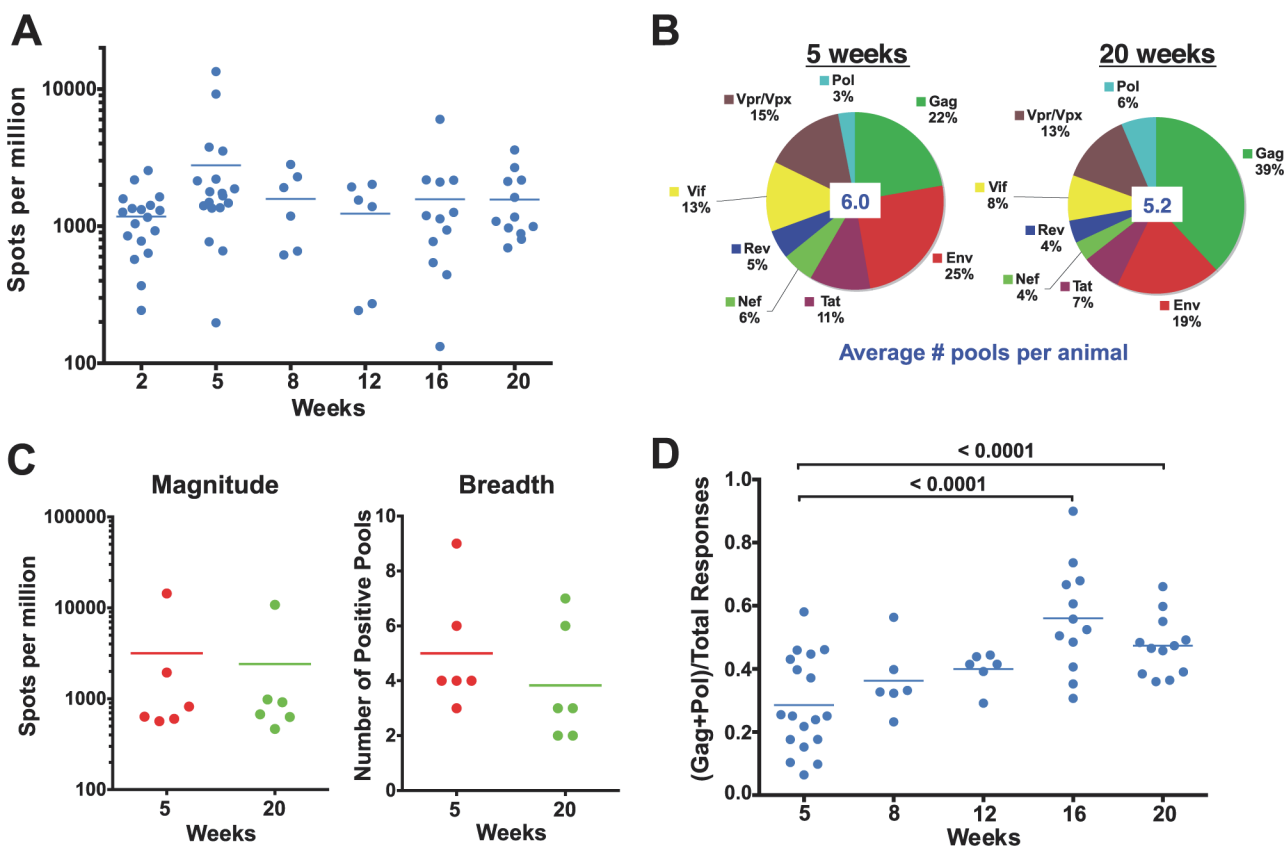 A
Spots per million
10000
1000
100
2 5 8 12 16 20
Weeks
B
5 weeks
Pol
3%
Gag
22%
Vpr/Vpx
15%
Vif
13%
6.0
Rev
5%
Env
25%
Nef
6%
Tat
11%
20 weeks
Pol
6%
Vpr/Vpx
13%
Gag
39%
Vif
8%
5.2
Rev
4%
Nef
4%
Tat
7%
Env
19%
Average # pools per animal
C
Magnitude
Spots per million
100000
10000
1000
100
5 20
Weeks
Breadth
Number of Positive Pools
10
8
6
4
2
0
5 20
Weeks
D
< 0.0001
< 0.0001
(Gag+Pol)/Total Responses
1.0
0.8
0.6
0.4
0.2
0.0
5 8 12 16 20
Weeks